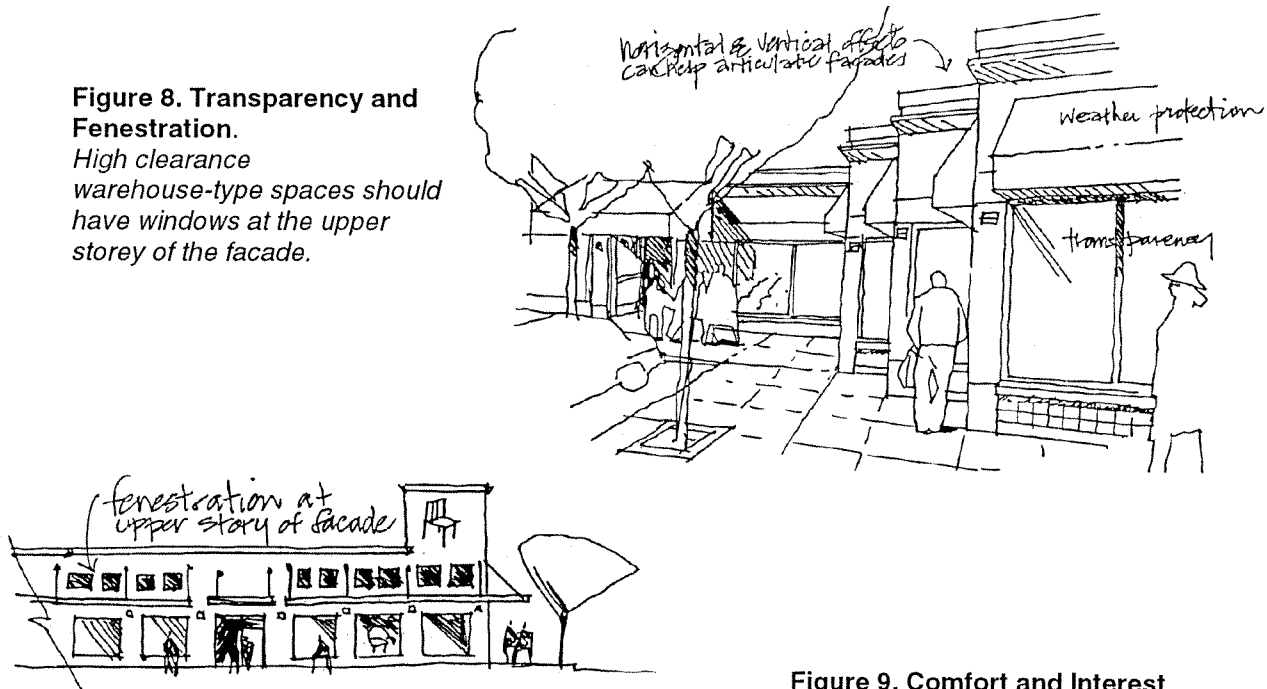 horizontal & vertical offsets
can help articulate facades
Figure 8. Transparency and
Fenestration.
High clearance
warehouse-type spaces should
have windows at the upper
storey of the facade.
weather protection
transparency
fenestration at
upper story of facade
Figure 9. Comfort and Interest